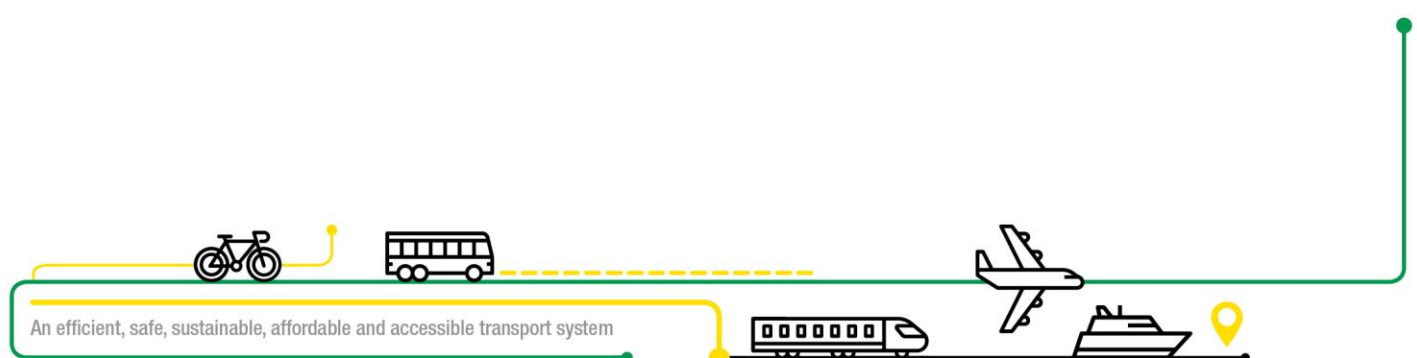 An efficient, safe, sustainable, affordable and accessible transport system